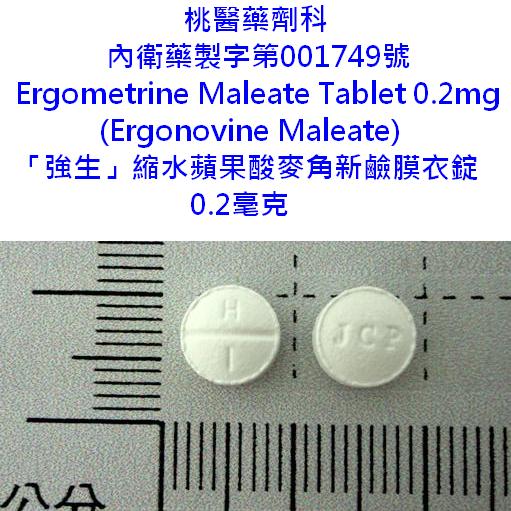 桃醫藥劑科
內衛藥製字第001749號
Ergometrine Maleate Tablet 0.2mg
(Ergonovine Maleate)
「強生」縮水蘋果酸麥角新鹼膜衣錠
0.2毫克
H
I
JCP
公分